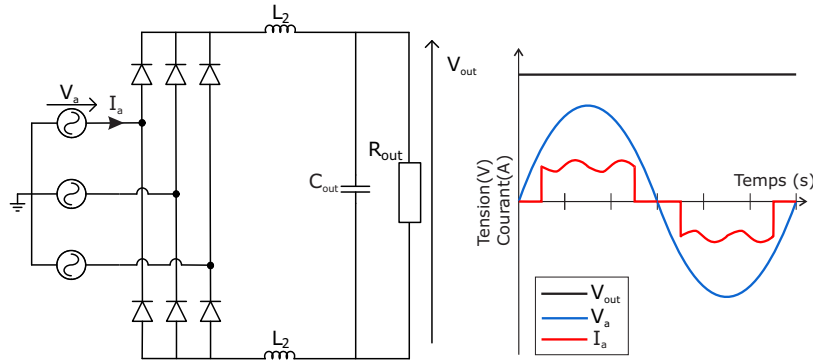 L2
Va
Ia
Vout
Rout
Cout
L2
Tension(V)
Courant(A)
Temps (s)
Vout
Va
Ia